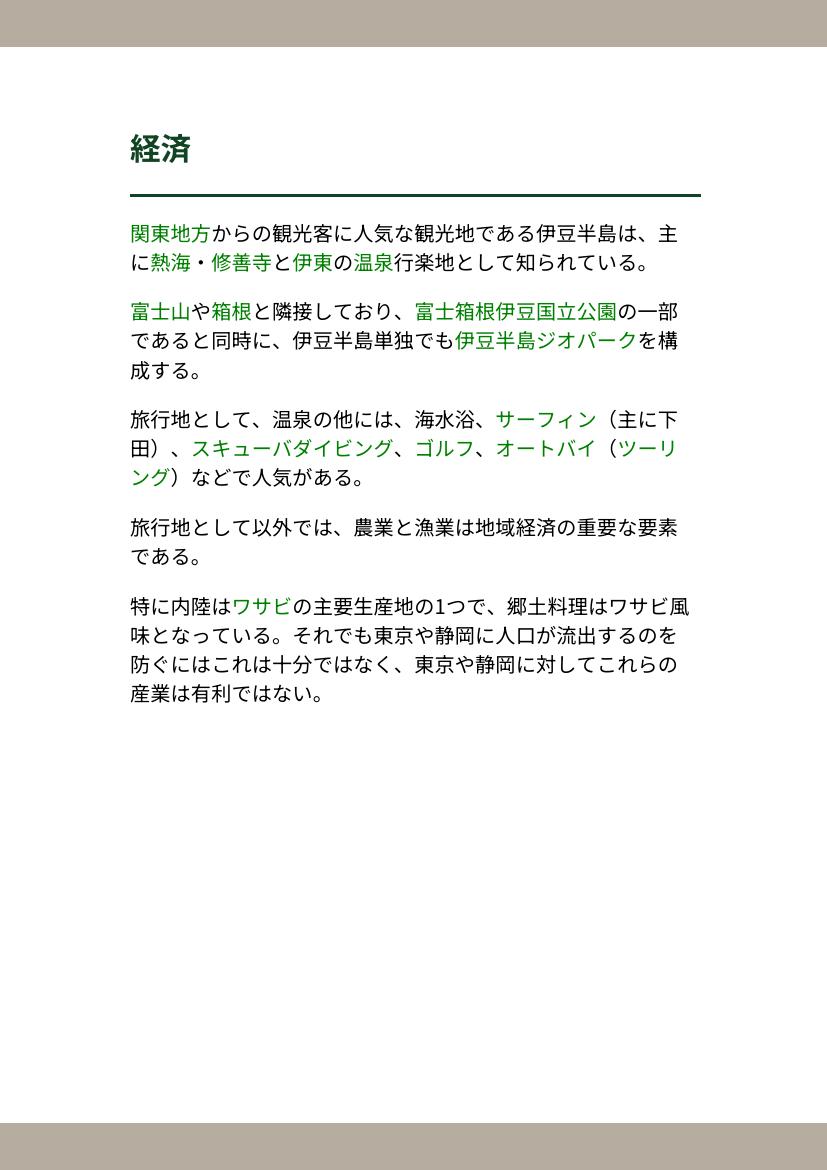 経済
関東地方からの観光客に人気な観光地である伊豆半島は、主
に熱海・修善寺と伊東の温泉行楽地として知られている。
富士山や箱根と隣接しており、富士箱根伊豆国立公園の一部
であると同時に、伊豆半島単独でも伊豆半島ジオパークを構
成する。
旅行地として、温泉の他には、海水浴、サーフィン（主に下
田）、スキューバダイビング、ゴルフ、オートバイ（ツーリ
ング）などで人気がある。
旅行地として以外では、農業と漁業は地域経済の重要な要素
である。
特に内陸はワサビの主要生産地の1つで、郷土料理はワサビ風
味となっている。それでも東京や静岡に人口が流出するのを
防ぐにはこれは十分ではなく、東京や静岡に対してこれらの
産業は有利ではない。